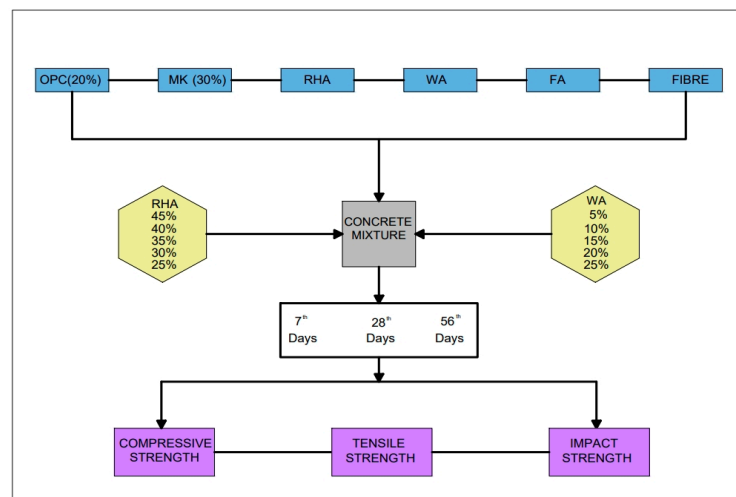 OPC(20%)
MK (30%)
RHA
WA
FA
FIBRE
RHA
45%
40%
35%
30%
25%
CONCRETE
MIXTURE
WA
5%
10%
15%
20%
25%
7th
Days
28th
Days
56th
Days
COMPRESSIVE
STRENGTH
TENSILE
STRENGTH
IMPACT
STRENGTH